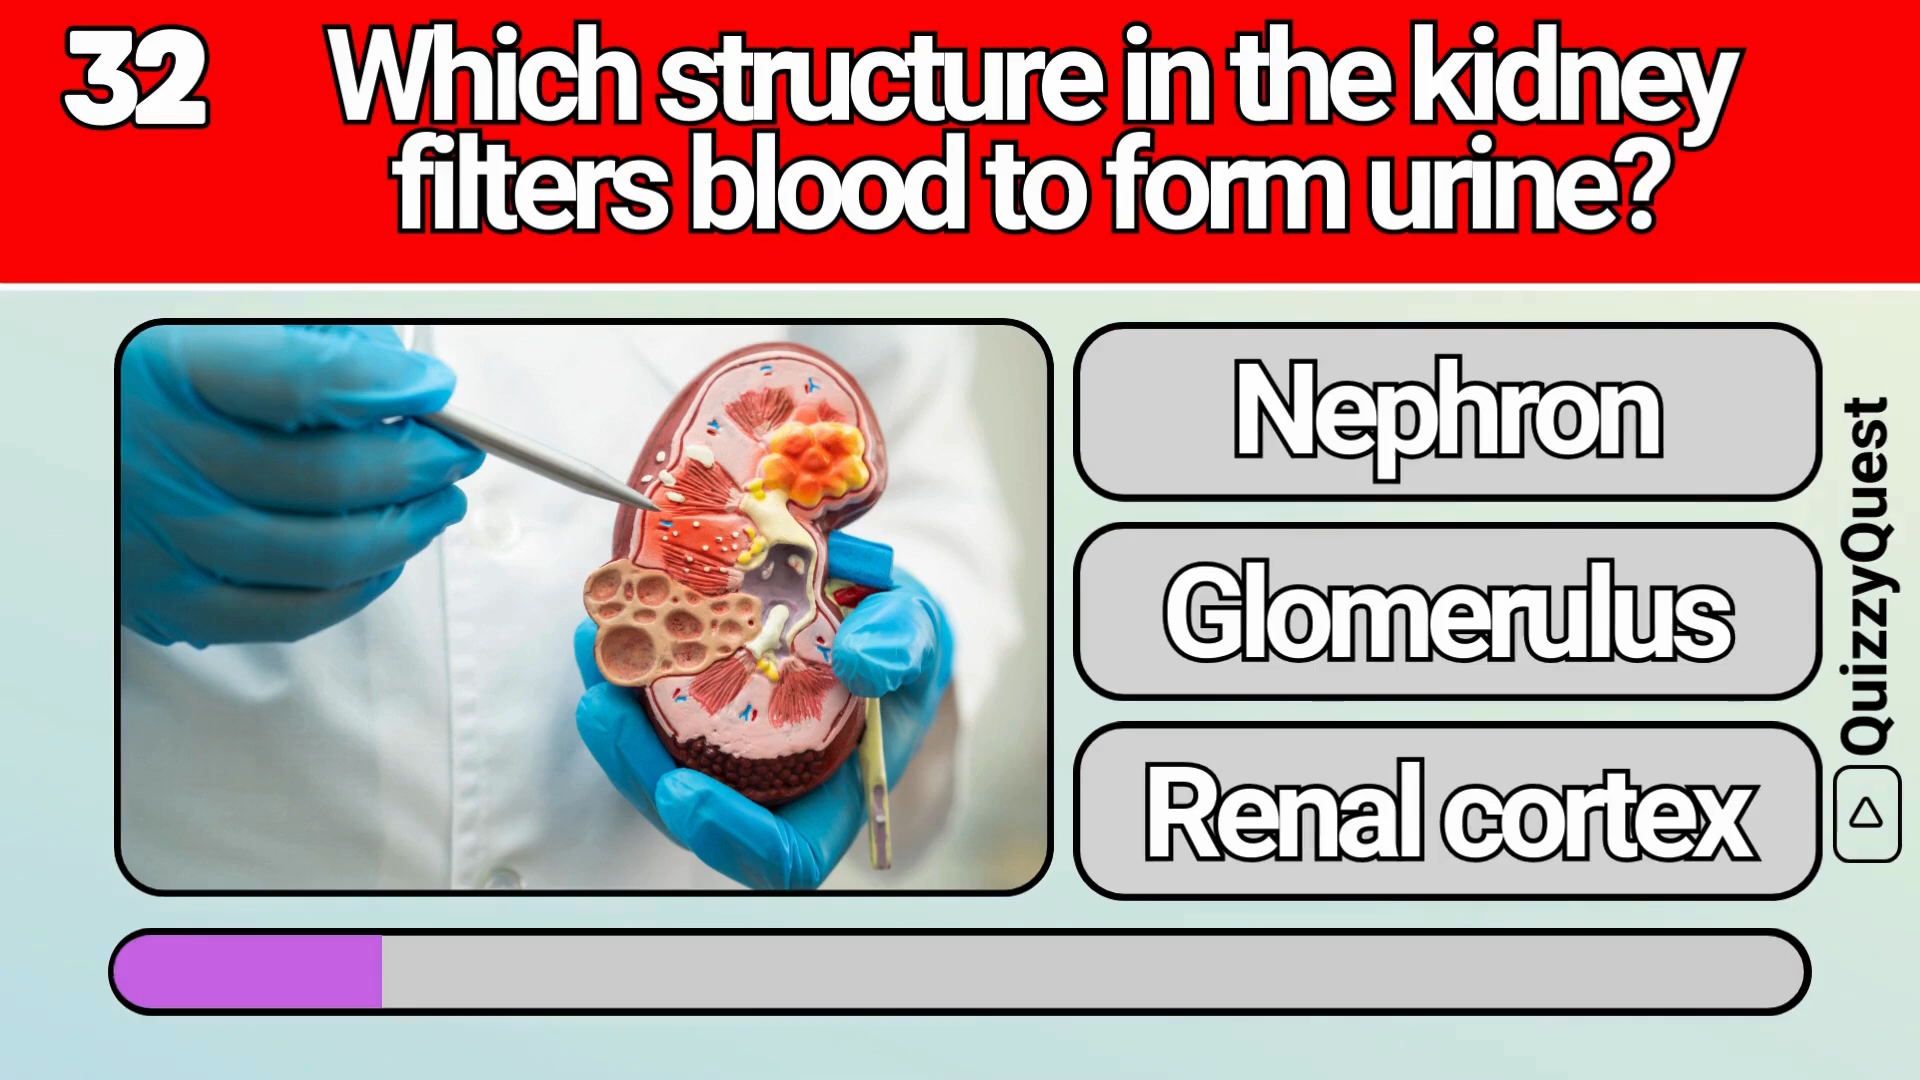 32
Which structure in the kidney
filters blood to form urine?
Nephron
Glomerulus
Renal cortex
QuizzyQuest